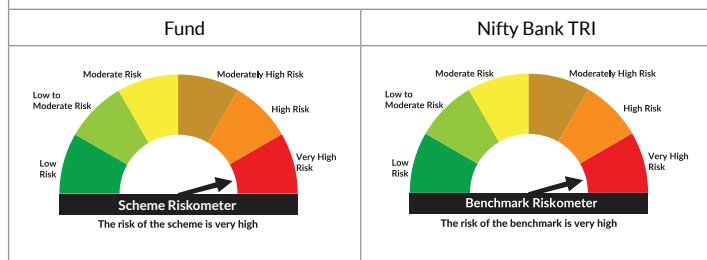 Fund
Nifty Bank TRI
Moderate Risk
Moderately High Risk
Low to
Moderate Risk
High Risk
Low
Risk
Very High
Risk
Scheme Riskometer
The risk of the scheme is very high
Moderate Risk
Moderately High Risk
Low to
Moderate Risk
High Risk
Low
Risk
Very High
Risk
Benchmark Riskometer
The risk of the benchmark is very high